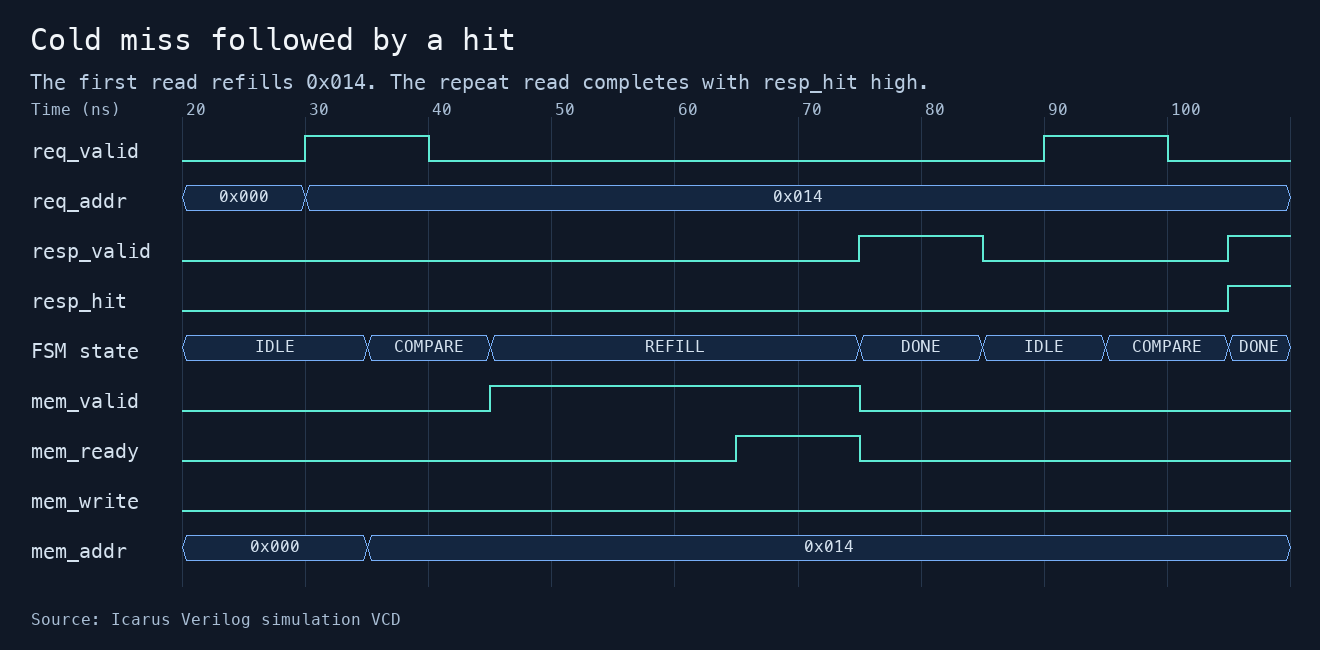 Cold miss followed by a hit
The first read refills 0x014. The repeat read completes with resp_hit high.
Time (ns) 20 30 40 50 60 70 80 90 100
req_valid
req_addr 0x000 0x014
resp_valid
resp_hit
FSM state IDLE COMPARE REFILL DONE IDLE COMPARE DONE
mem_valid
mem_ready
mem_write
mem_addr 0x000 0x014
Source: Icarus Verilog simulation VCD